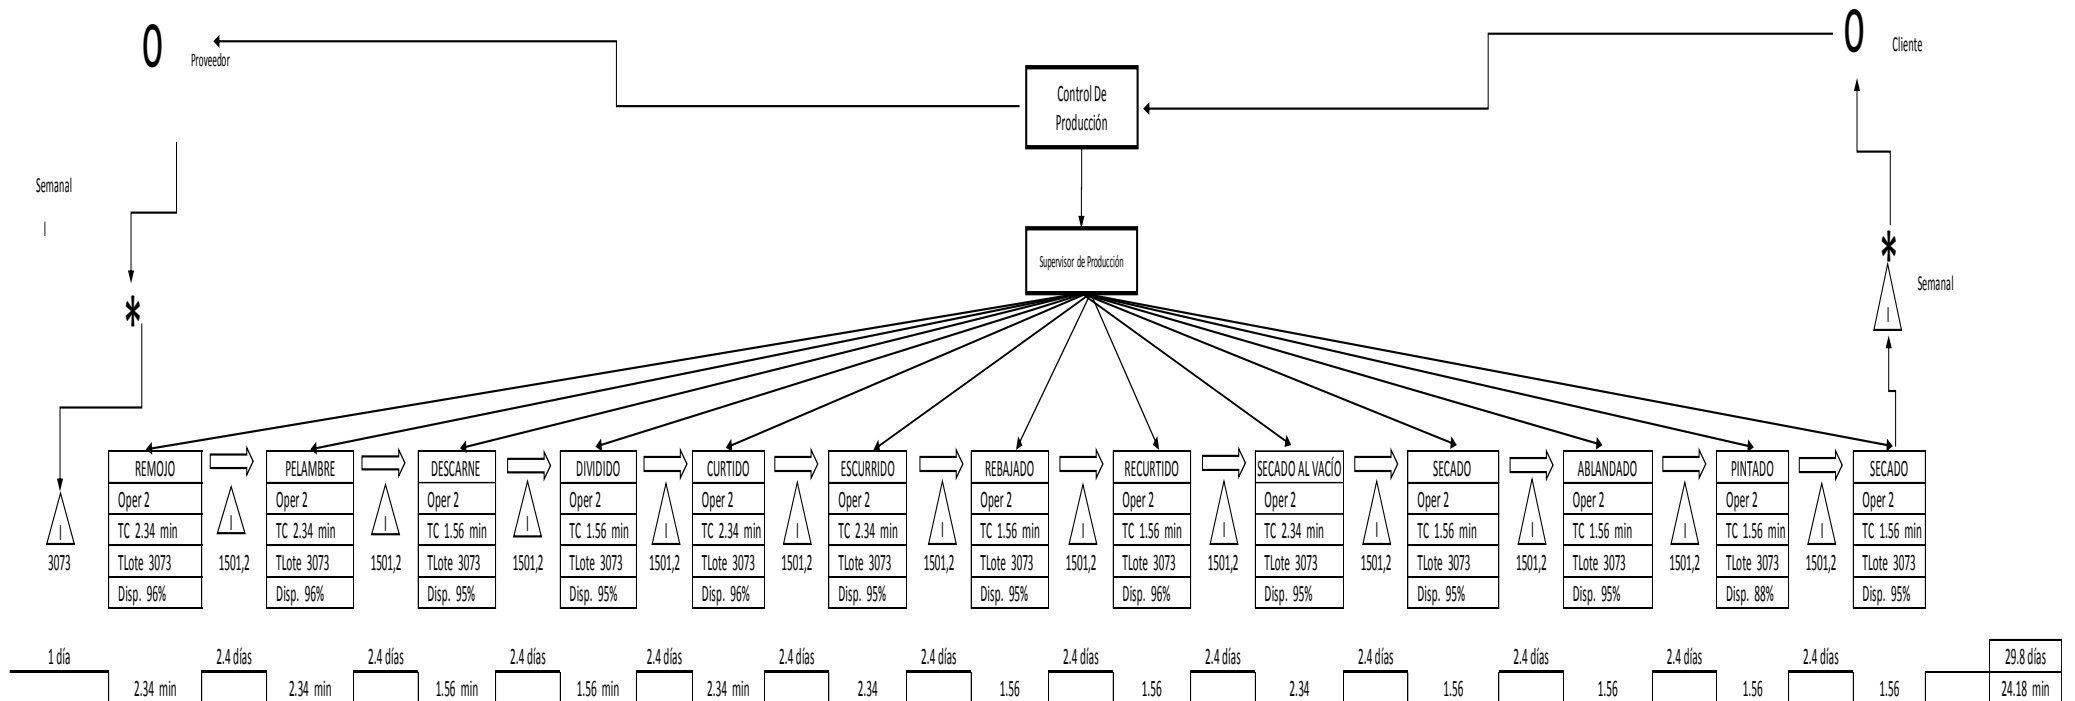 0
Proveedor
0
Cliente
Control De
Producción
Semanal
I
Supervisor de Producción
*
*
Semanal
I
REMOJO PELAMBRE DESCARNE DIVIDIDO CURTIDO ESCURRIDO REBAJADO RECURTIDO SECADO AL VACÍO SECADO ABLANDADO PINTADO SECADO
Oper 2 Oper 2 Oper 2 Oper 2 Oper 2 Oper 2 Oper 2 Oper 2 Oper 2 Oper 2 Oper 2 Oper 2 Oper 2
I TC 2.34 min I TC 2.34 min I TC 1.56 min I TC 1.56 min I TC 2.34 min I TC 2.34 min I TC 1.56 min I TC 1.56 min I TC 2.34 min I TC 1.56 min I TC 1.56 min I TC 1.56 min I TC 1.56 min
3073 TLote 3073 1501,2 TLote 3073 1501,2 TLote 3073 1501,2 TLote 3073 1501,2 TLote 3073 1501,2 TLote 3073 1501,2 TLote 3073 1501,2 TLote 3073 1501,2 TLote 3073 1501,2 TLote 3073 1501,2 TLote 3073 1501,2 TLote 3073 1501,2 TLote 3073
Disp. 96% Disp. 96% Disp. 95% Disp. 95% Disp. 96% Disp. 95% Disp. 95% Disp. 96% Disp. 95% Disp. 95% Disp. 95% Disp. 88% Disp. 95%
1 día 2.4 días 2.4 días 2.4 días 2.4 días 2.4 días 2.4 días 2.4 días 2.4 días 2.4 días 2.4 días 2.4 días 2.4 días 29.8 días
2.34 min 2.34 min 1.56 min 1.56 min 2.34 min 2.34 1.56 1.56 2.34 1.56 1.56 1.56 1.56 24.18 min